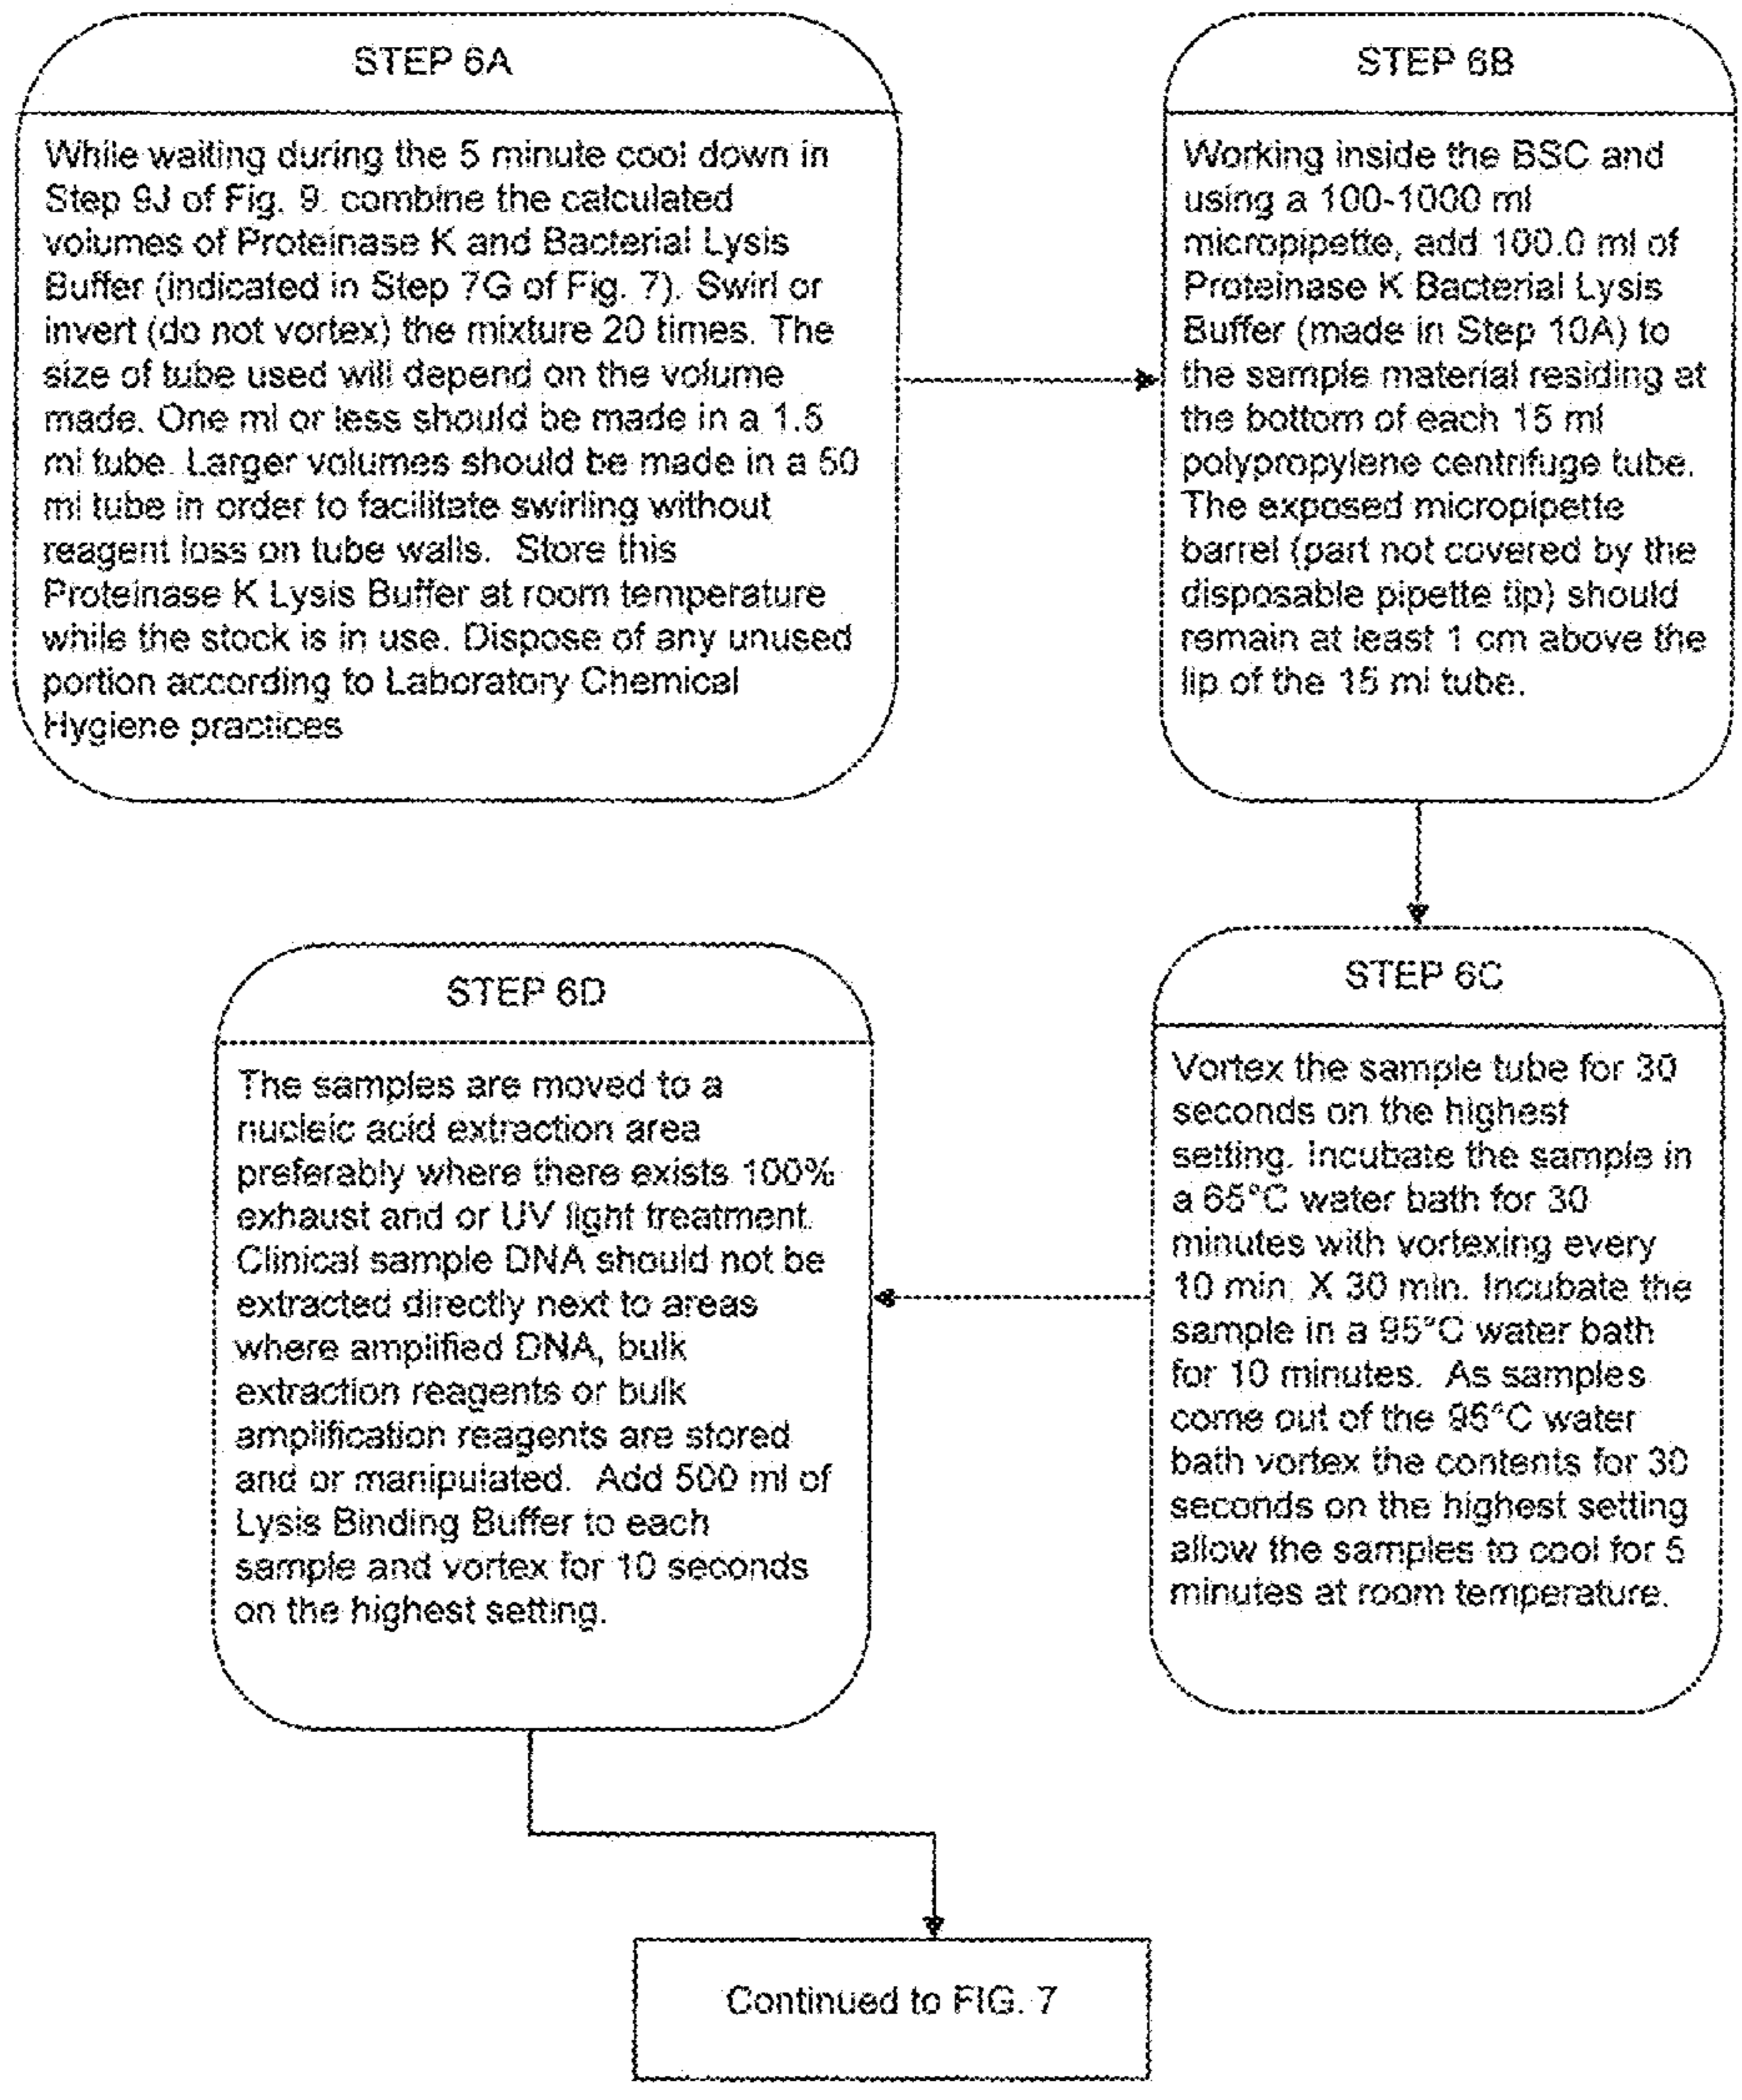 STEP 6A
While waiting during the 5 minute cool down in
Step 9J of Fig. 9. combine the calculated
volumes of Proteinase K and Bacterial Lysis
Buffer (indicated in Step 7G of Fig. 7). Swirl or
invert (do not vortex) the mixture 20 times. The
size of tube used will depend on the volume
made. One ml or less should be made in a 1.5
ml tube. Larger volumes should be made in a 50
ml tube in order to facilitate swirling without
reagent loss on tube walls. Store this
Proteinase K Lysis Buffer at room temperature
while the stock is in use. Dispose of any unused
portion according to Laboratory Chemical
Hygiene practices
STEP 6B
Working inside the BSC and
using a 100-1000 ml
micropipette, add 100.0 ml of
Proteinase K Bacterial Lysis
Buffer (made in Step 10A) to
the sample material residing at
the bottom of each 15 ml
polypropylene centrifuge tube.
The exposed micropipette
barrel (part not covered by the
disposable pipette tip) should
remain at least 1 cm above the
lip of the 15 ml tube.
STEP 6C
Vortex the sample tube for 30
seconds on the highest
setting. Incubate the sample in
a 65°C water bath for 30
minutes with vortexing every
10 min. X 30 min. Incubate the
sample in a 95°C water bath
for 10 minutes. As samples
come out of the 95°C water
bath vortex the contents for 30
seconds on the highest setting
allow the samples to cool for 5
minutes at room temperature.
STEP 6D
The samples are moved to a
nucleic acid extraction area
preferably where there exists 100%
exhaust and or UV light treatment.
Clinical sample DNA should not be
extracted directly next to areas
where amplified DNA, bulk
extraction reagents or bulk
amplification reagents are stored
and or manipulated. Add 500 ml of
Lysis Binding Buffer to each
sample and vortex for 10 seconds
on the highest setting.
Continued to FIG. 7